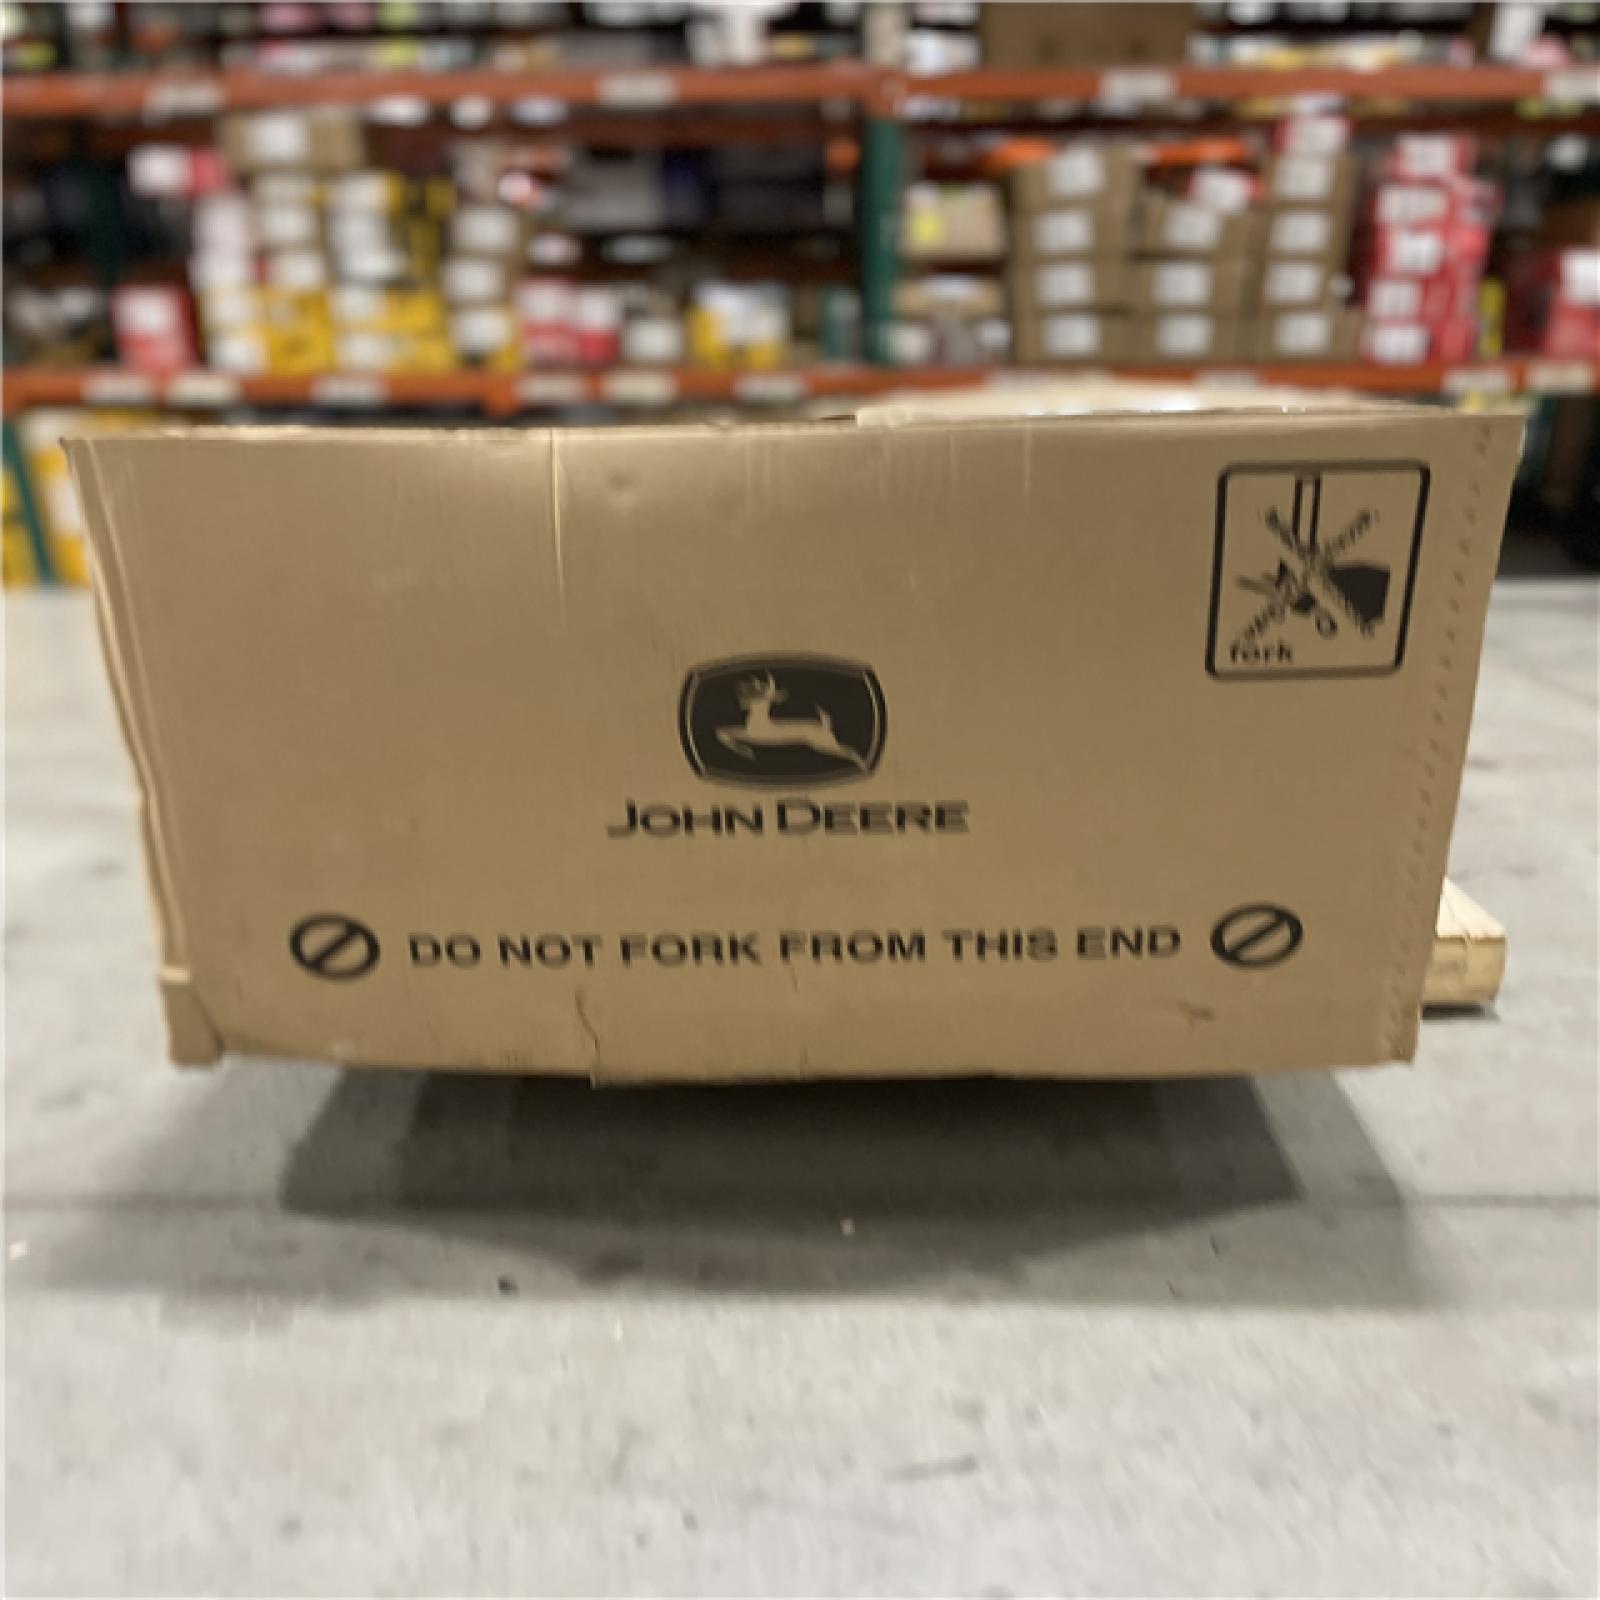 fork
JOHN DEERE
DO NOT FORK FROM THIS END